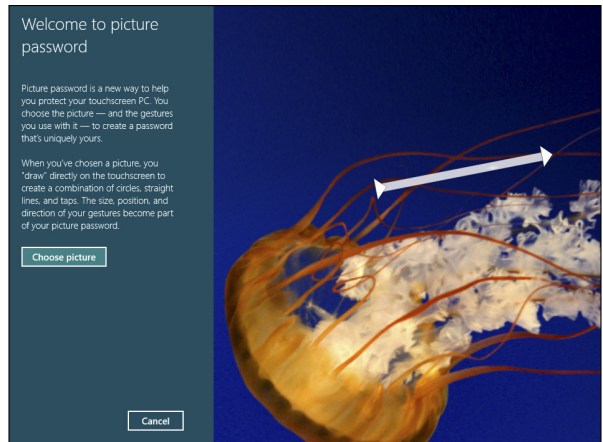 Welcome to picture
password
Picture password is a new way to help
you protect your touchscreen PC. You
choose the picture — and the gestures
you use with it — to create a password
that's uniquely yours.
When you've chosen a picture, you
"draw" directly on the touchscreen to
create a combination of circles, straight
lines, and taps. The size, position, and
direction of your gestures become part
of your picture password.
Choose picture
Cancel